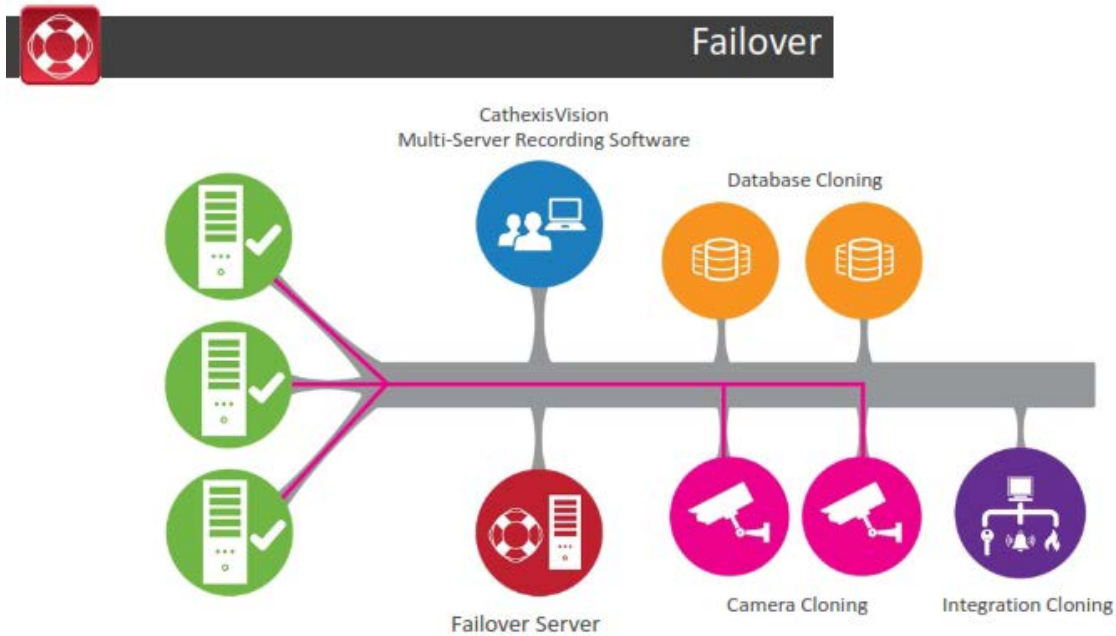 Failover
CathexisVision
Multi-Server Recording Software
Database Cloning
Failover Server
Camera Cloning
Integration Cloning